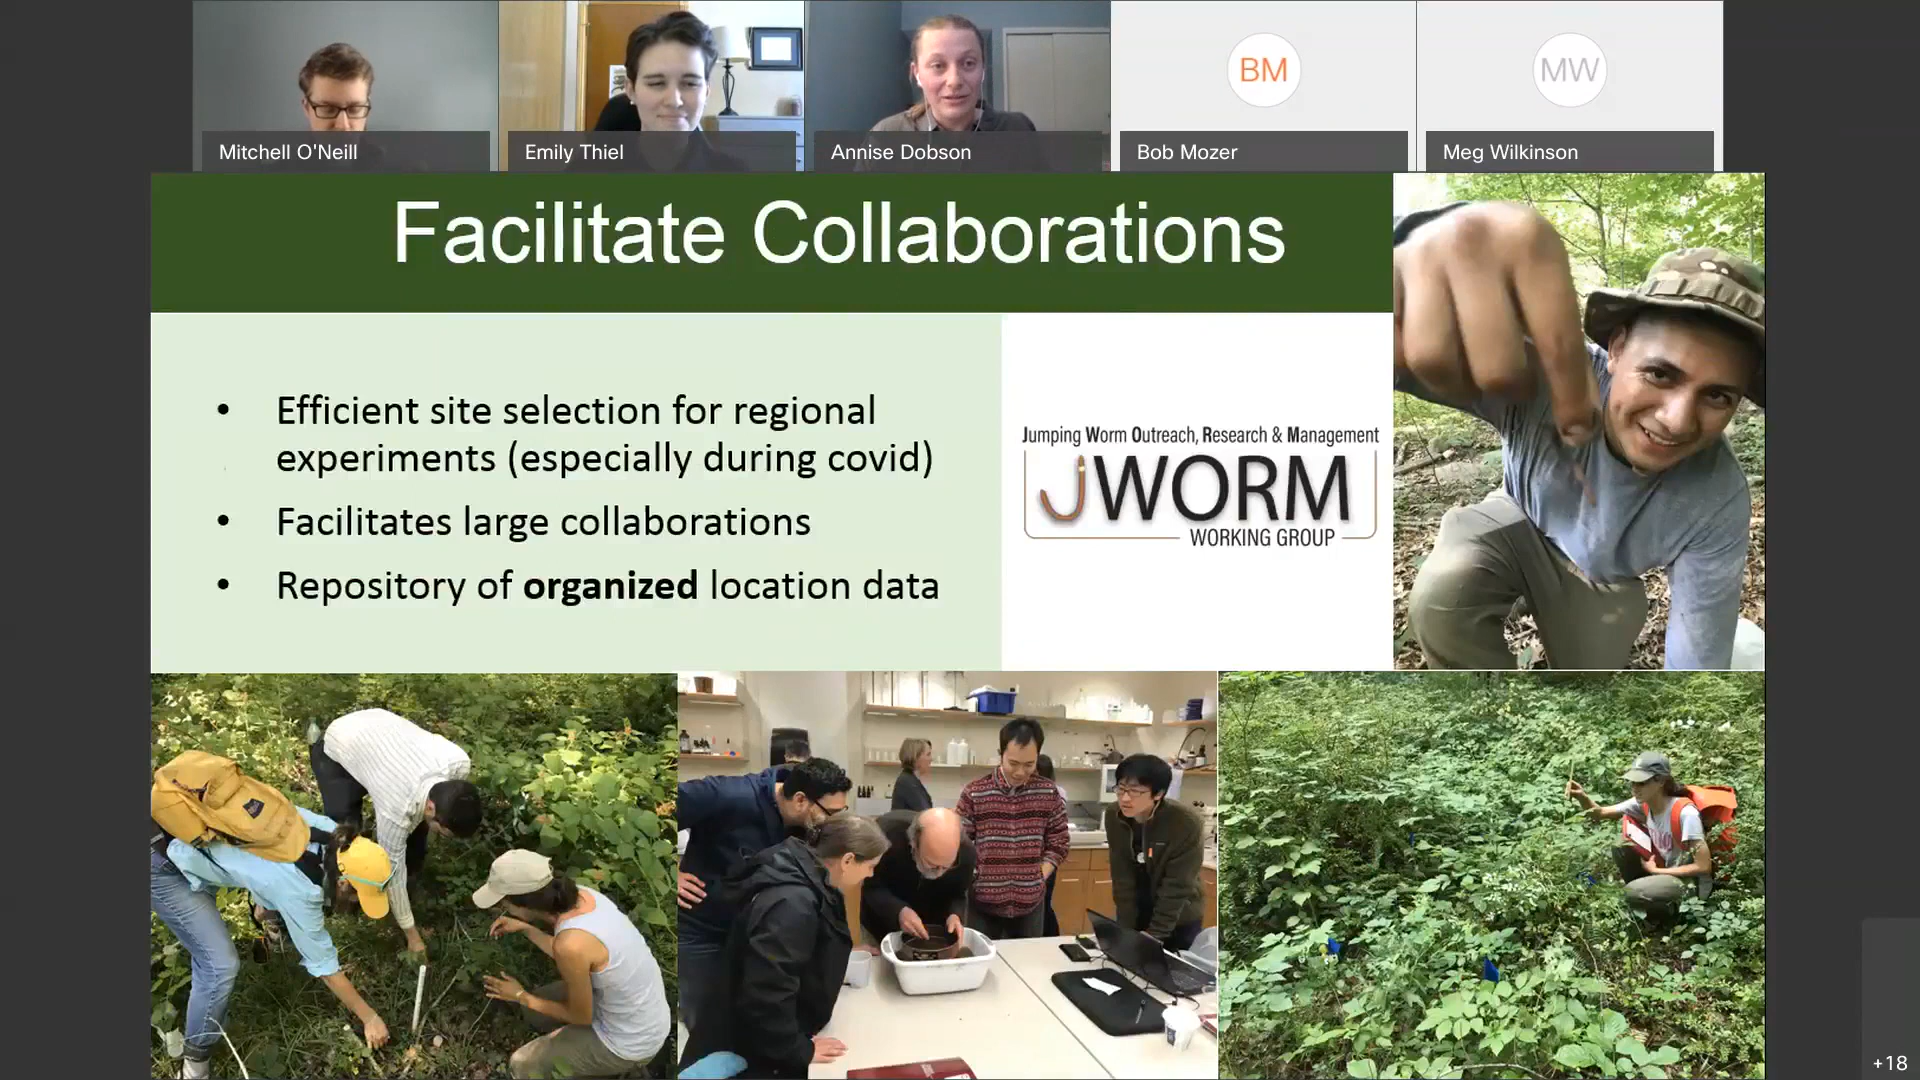 BM
MW
Mitchell O'Neill
Emily Thiel
Annise Dobson
Bob Mozer
Meg Wilkinson
Facilitate Collaborations
• Efficient site selection for regional
experiments (especially during covid)
• Facilitates large collaborations
• Repository of organized location data
Jumping Worm Outreach, Research & Management
JWORM
WORKING GROUP
+18